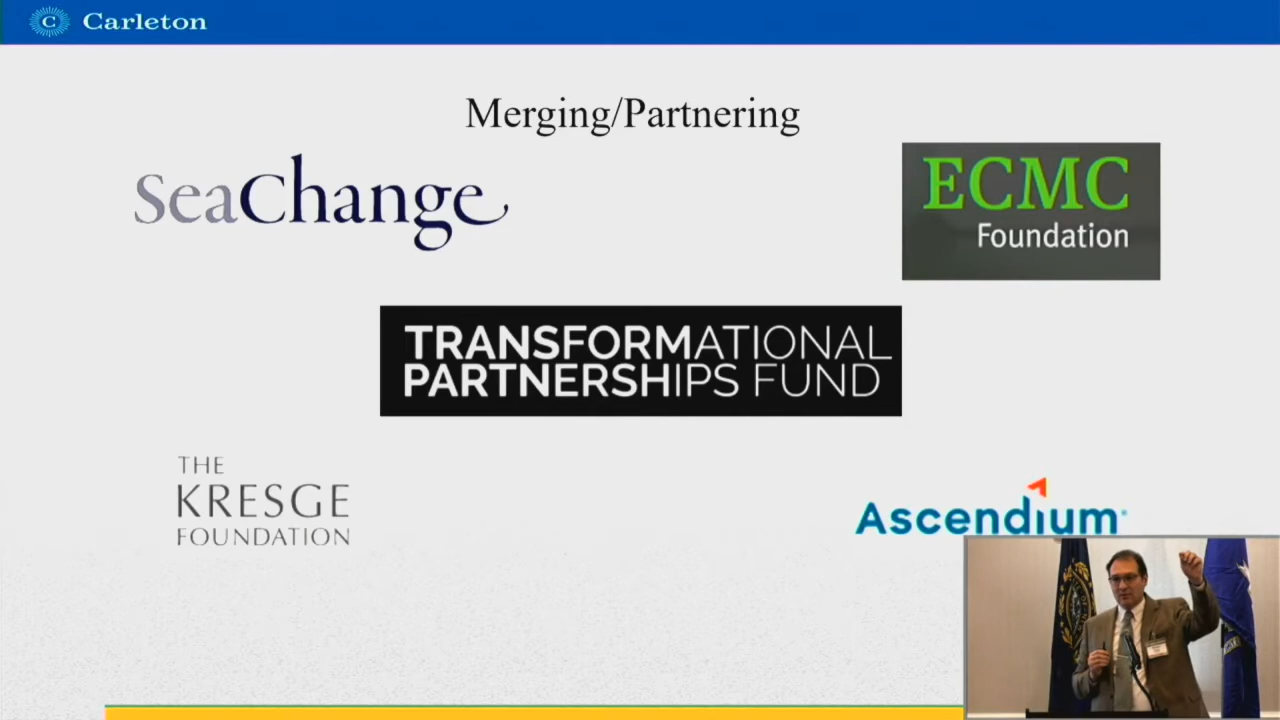 Carleton
Merging/Partnering
SeaChange
ECMC
Foundation
TRANSFORMATIONAL
PARTNERSHIPS FUND
THE
KRESGE
FOUNDATION
Ascendium